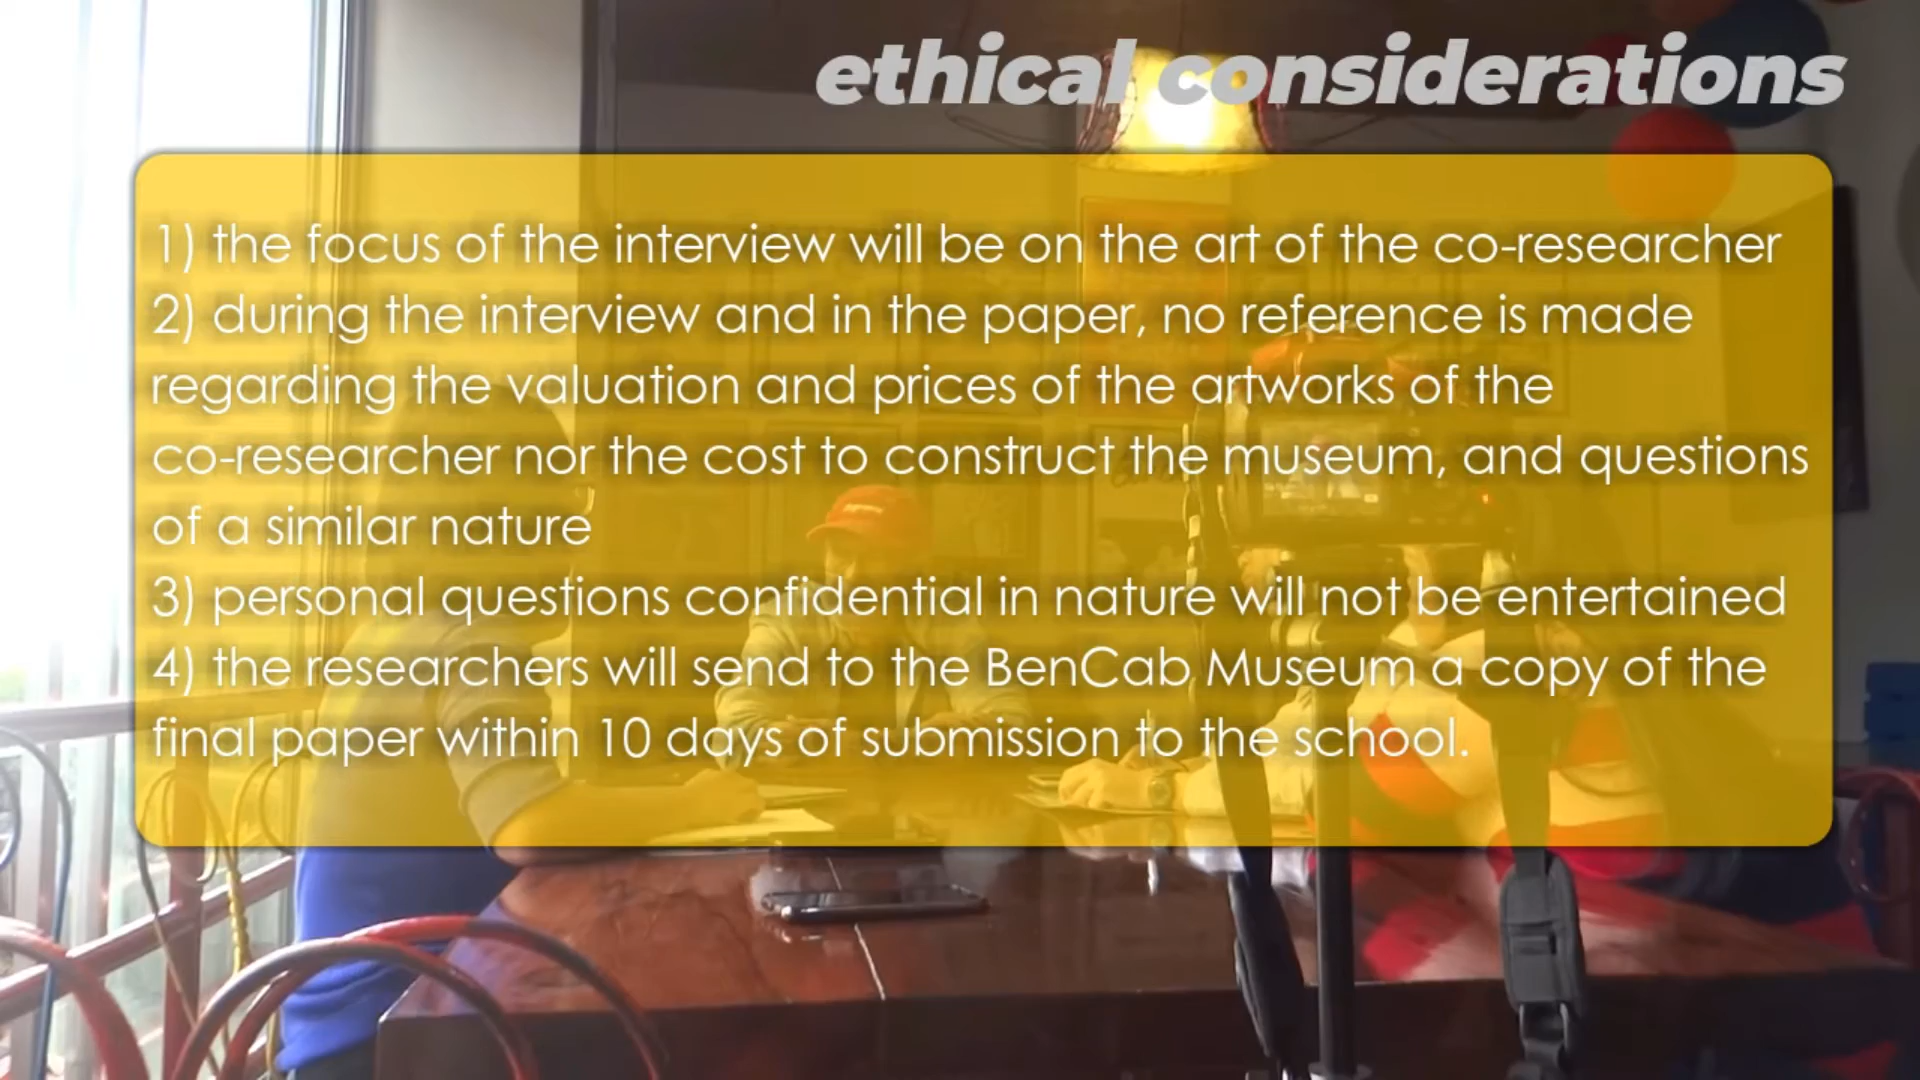 ethical considerations
1) the focus of the interview will be on the art of the co-researcher
2) during the interview and in the paper, no reference is made
regarding the valuation and prices of the artworks of the
co-researcher nor the cost to construct the museum, and questions
of a similar nature
3) personal questions confidential in nature will not be entertained
4) the researchers will send to the BenCab Museum a copy of the
final paper within 10 days of submission to the school.